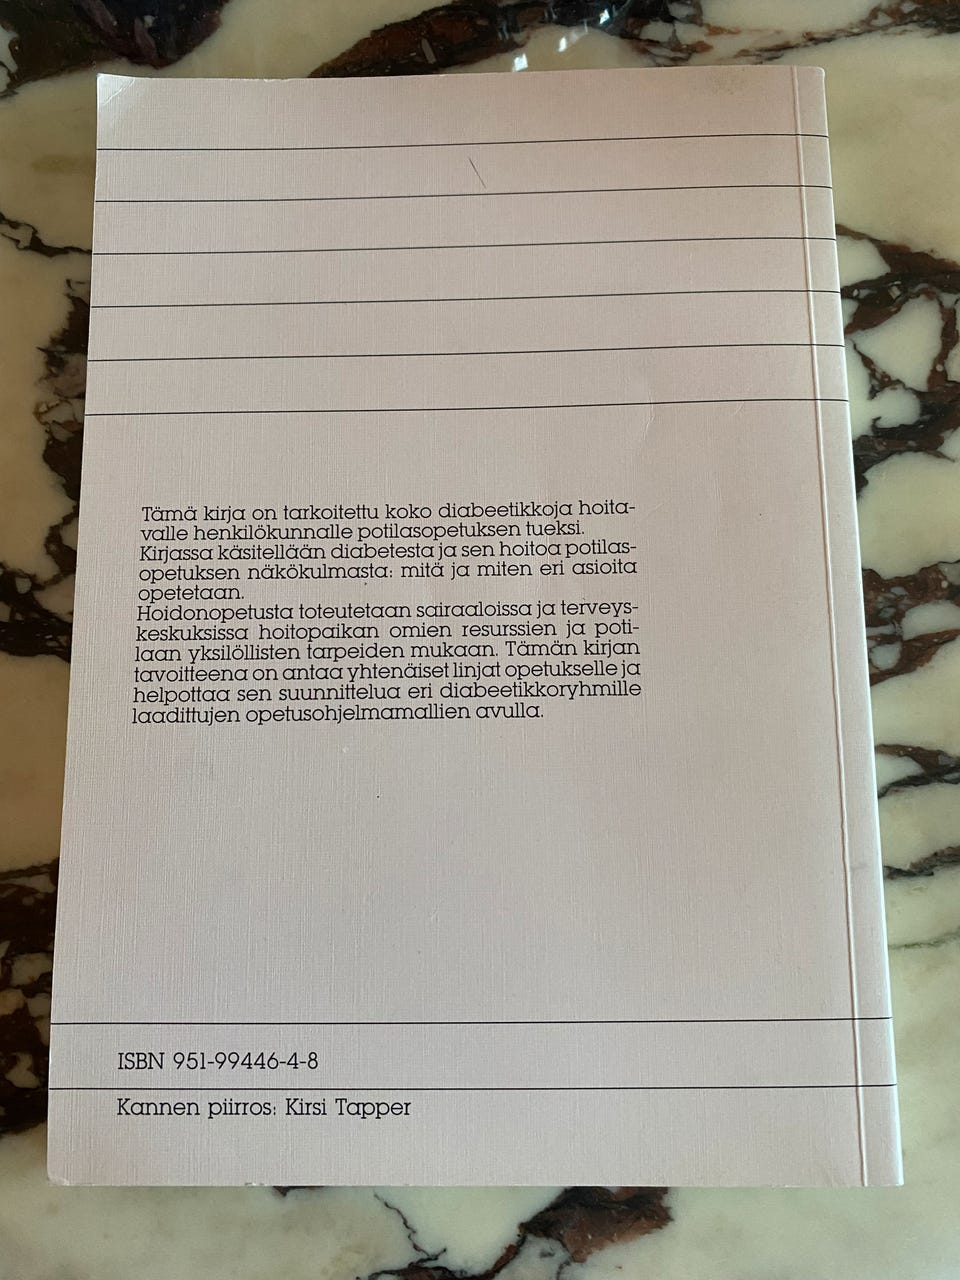 Tämä kirja on tarkoitettu koko diabeetikkoja hoita-
valle henkilökunnalle potilasopetuksen tueksi.
Kirjassa käsitellään diabetesta ja sen hoitoa potilas-
opetuksen näkökulmasta: mitä ja miten eri asioita
opetetaan.
Hoidonopetusta toteutetaan sairaaloissa ja terveys-
keskuksissa hoitopaikan omien resurssien ja poti-
laan yksilöllisten tarpeiden mukaan. Tämän kirjan
tavoitteena on antaa yhtenäiset linjat opetukselle ja
helpottaa sen suunnittelua eri diabeetikkoryhmille
laadittujen opetusohjelmamallien avulla.
ISBN 951-99446-4-8
Kannen piirros: Kirsi Tapper